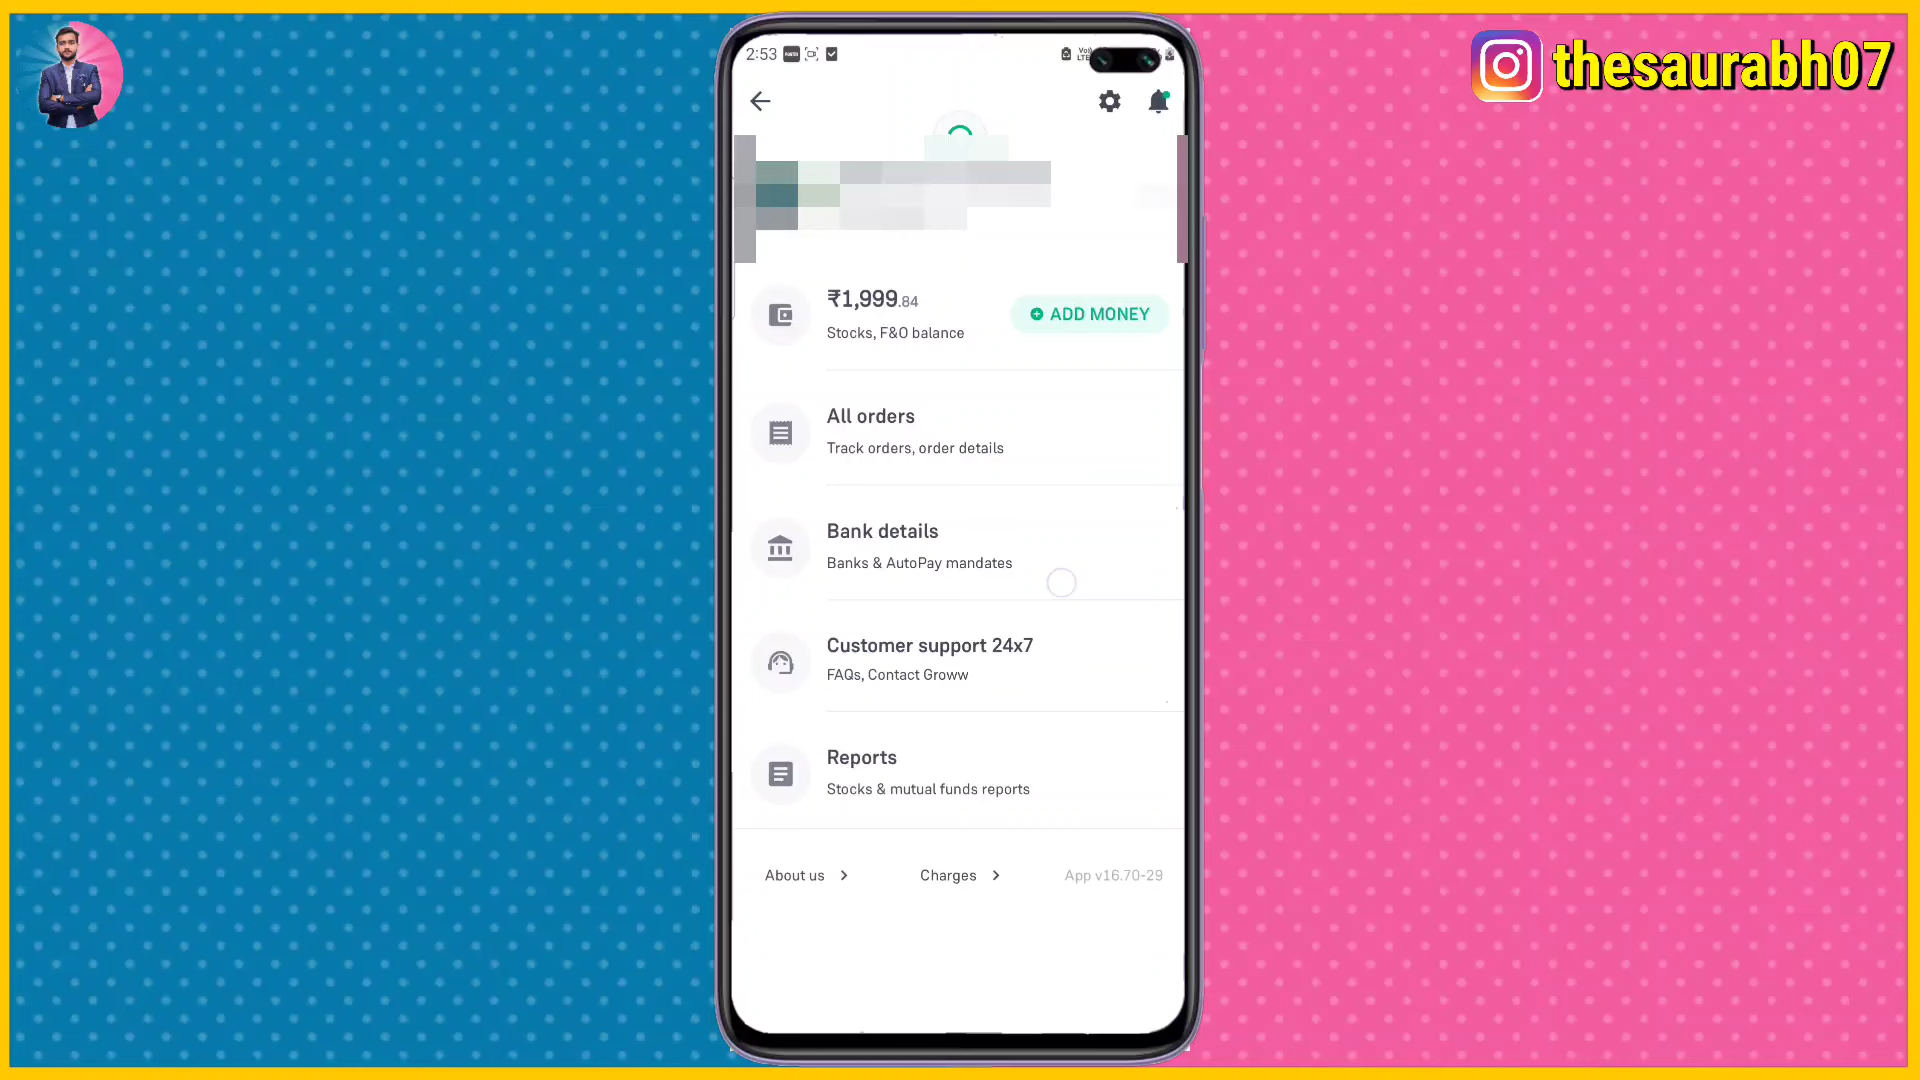 thesaurabh07
2:53
₹1,999.84
ADD MONEY
Stocks, F&O balance
All orders
Track orders, order details
Bank details
Banks & AutoPay mandates
Customer support 24x7
FAQs, Contact Groww
Reports
Stocks & mutual funds reports
About us
Charges
App v16.70-29